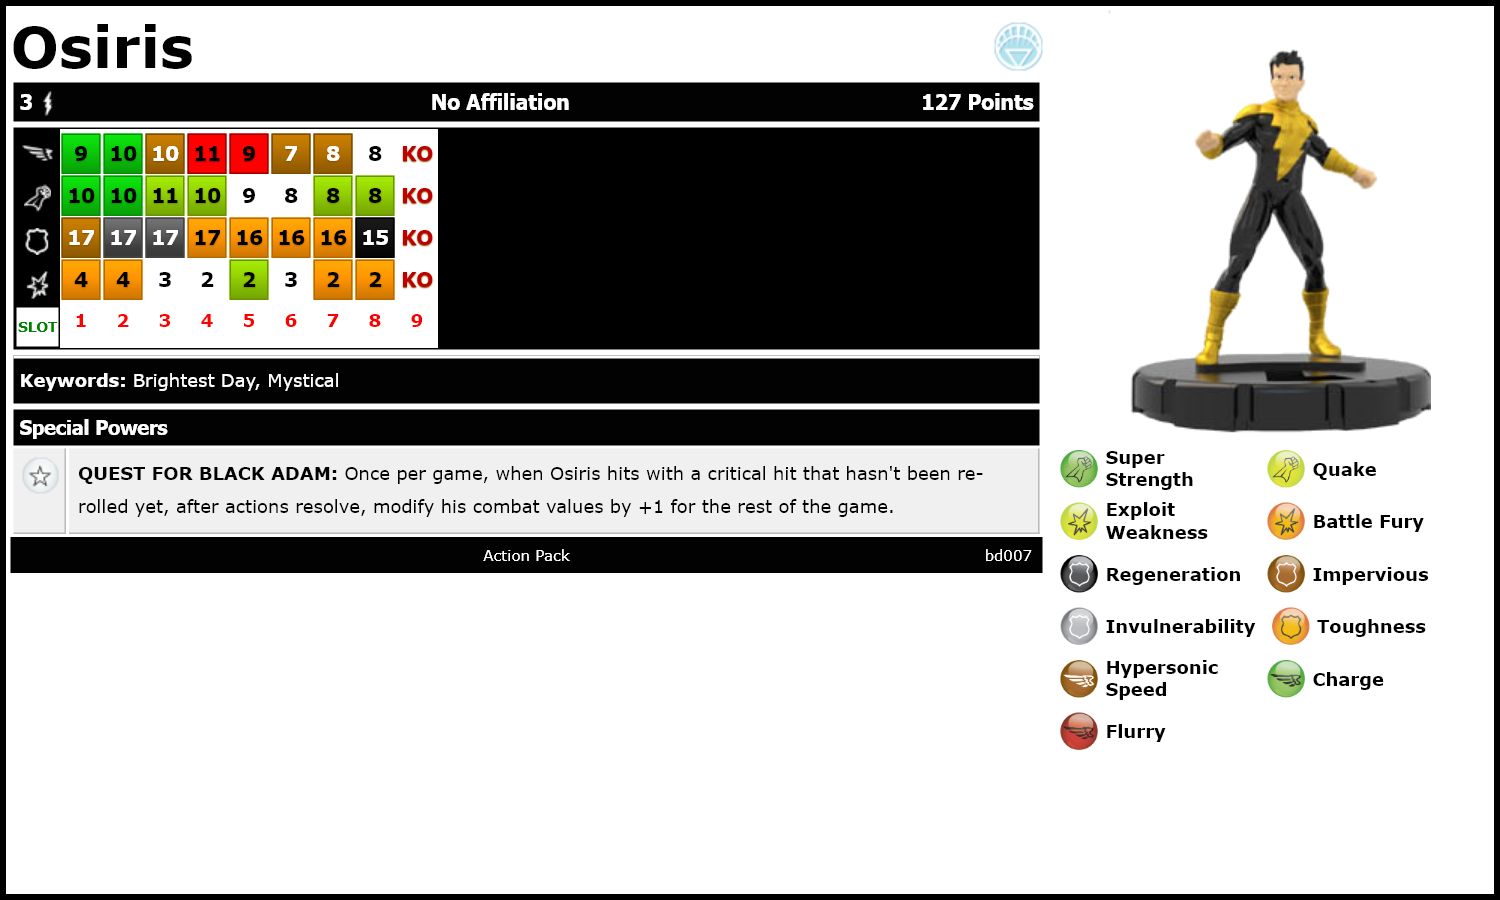 Osiris
3 No Affiliation 127 Points
9 10 10 11 9 7 8 8 KO
10 10 11 10 9 8 8 8 KO
17 17 17 17 16 16 16 15 KO
4 4 3 2 2 3 2 2 KO
SLOT 1 2 3 4 5 6 7 8 9
Keywords: Brightest Day, Mystical
Special Powers
QUEST FOR BLACK ADAM: Once per game, when Osiris hits with a critical hit that hasn't been re-
rolled yet, after actions resolve, modify his combat values by +1 for the rest of the game.
Action Pack bd007
Super
Strength
Quake
Exploit
Weakness
Battle Fury
Regeneration
Impervious
Invulnerability
Toughness
Hypersonic
Speed
Charge
Flurry